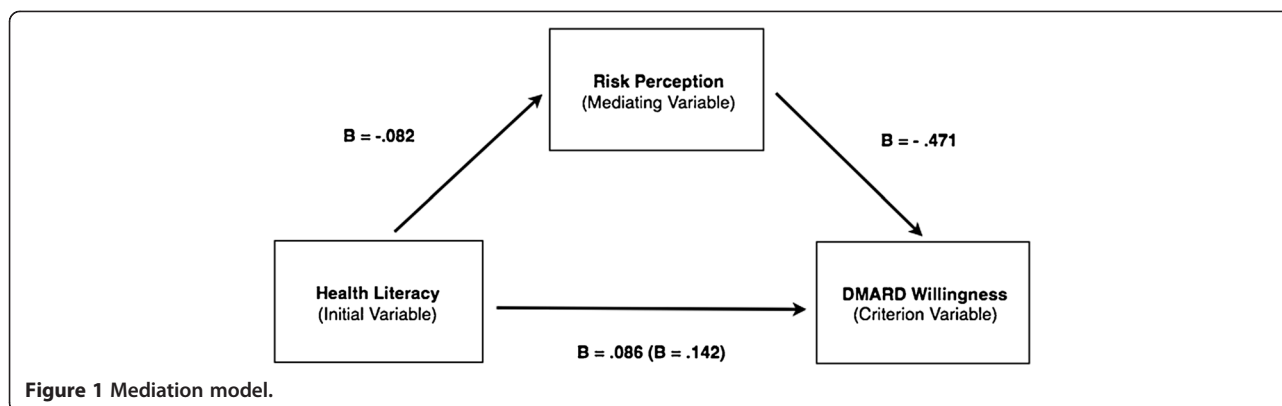 Risk Perception
(Mediating Variable)
B = -.082
B = - .471
Health Literacy
(Initial Variable)
DMARD Willingness
(Criterion Variable)
B = .086 (B = .142)
Figure 1 Mediation model.